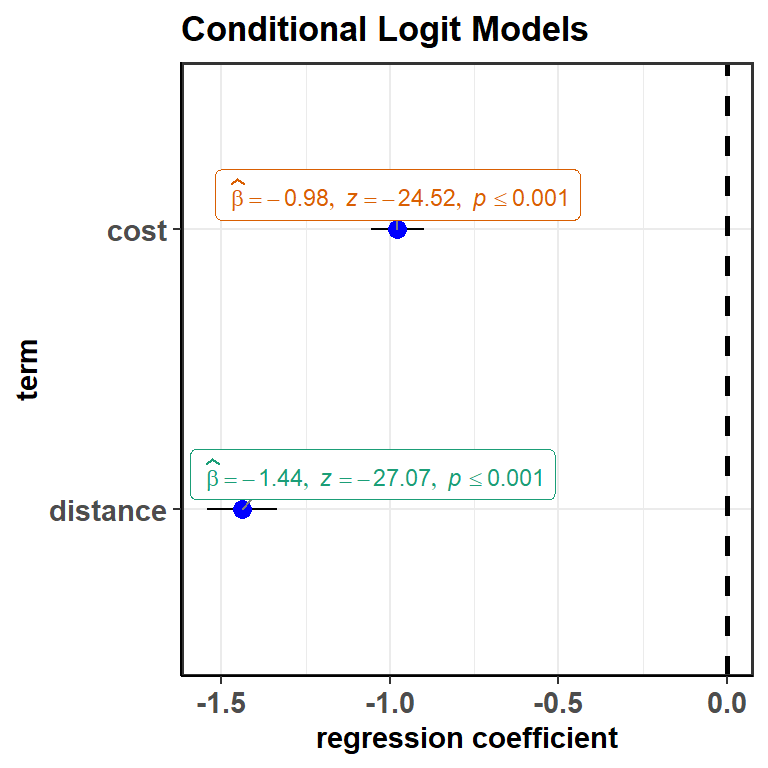 Conditional Logit Models
β̂ = −0.98, z = −24.52, p ≤ 0.001
cost
term
β̂ = −1.44, z = −27.07, p ≤ 0.001
distance
-1.5 -1.0 -0.5 0.0
regression coefficient